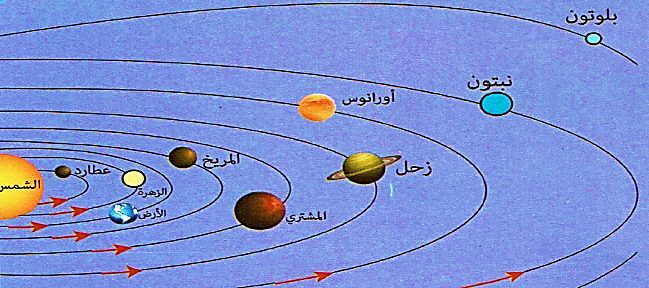 بلوتون
نبتون
أورانوس
زحل
المريخ
عطارد
الشمس
الزهرة
الأرض
المشتري